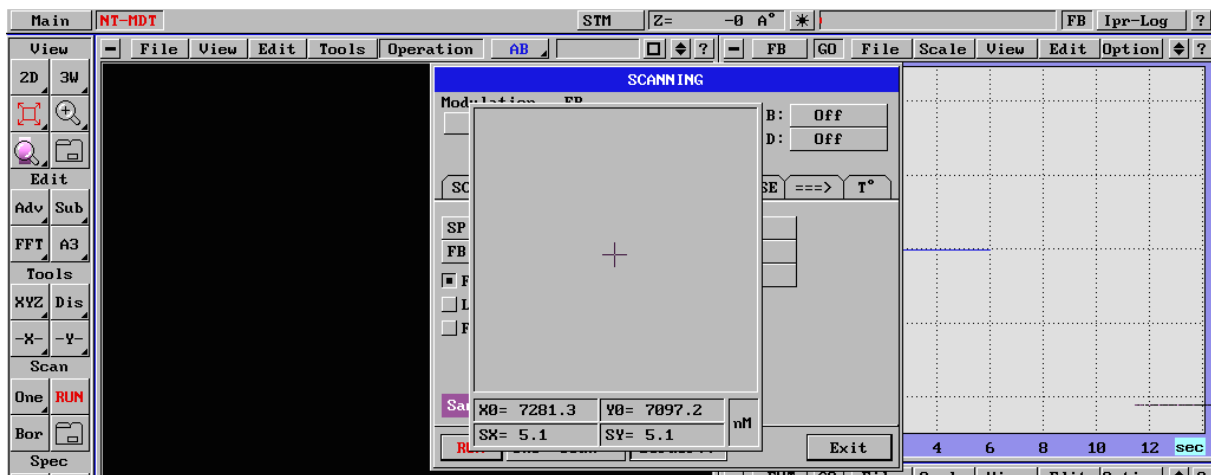 Main NT-MDT STM Z= -0 A° FB Ipr-Log ?
View - File View Edit Tools Operation AB ? - FB GO File Scale View Edit Option ?
2D 3W
SCANNING
Modulation FB
B: Off
D: Off
Edit
SC SE ===> T°
Adv Sub
SP
FFT A3
FB
Tools
F
XYZ Dis
L
-X- -Y-
F
Scan
One RUN
X0= 7281.3 Y0= 7097.2
nM
SX= 5.1 SY= 5.1
Bor
Exit
4 6 8 10 12 sec
Spec